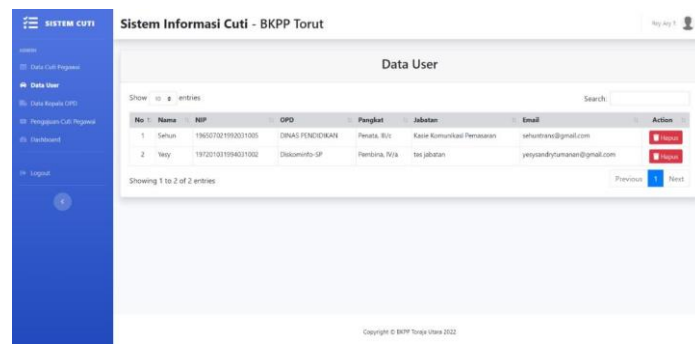 SISTEM CUTI
Sistem Informasi Cuti - BKPP Torut
ADMIN
Data Cuti Pegawai
Data User
Data Kepala OPD
Pengajuan Cuti Pegawai
Dashboard
Logout
Data User
Show 10 entries
Search:
No Name NIP OPD Pangkat Jabatan Email Action
1 Sehun 196507021992031005 DINAS PENDIDIKAN Penata, III/c Kasie Komunikasi Pemasaran sehuntrans@gmail.com Hapus
2 Yesy 197201031994031002 Diskominfo-SP Pembina, IV/a tes jabatan yesysandrytumanan@gmail.com Hapus
Showing 1 to 2 of 2 entries
Previous 1 Next
Copyright © BKPP Toraja Utara 2022